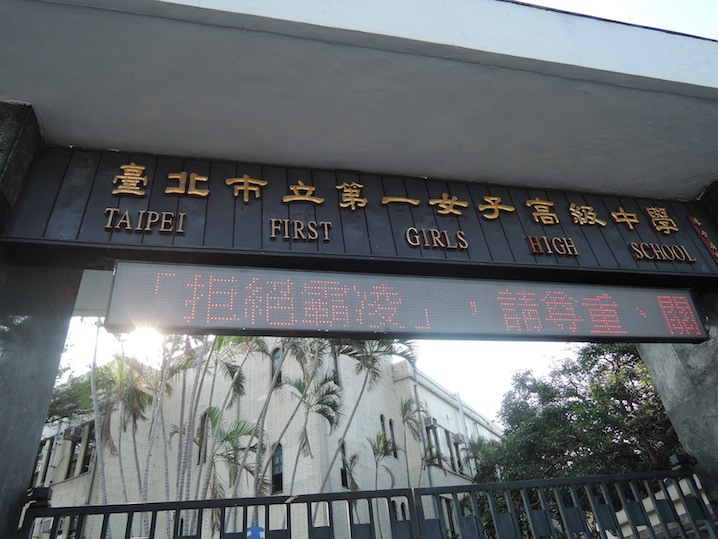 臺北市立第一女子高級中學
TAIPEI FIRST GIRLS HIGH SCHOOL
「拒絕霸凌」，請尊重、關